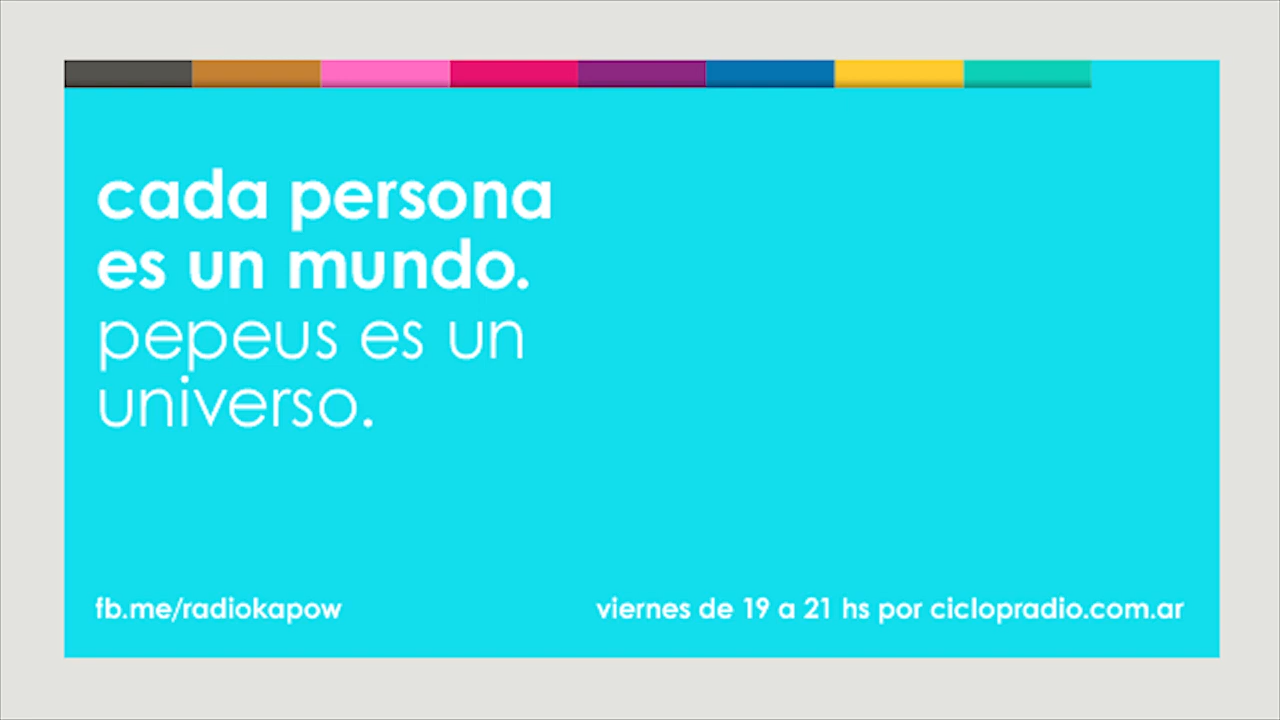 cada persona
es un mundo.
pepeus es un
universo.
fb.me/radiokapow
viernes de 19 a 21 hs por ciclopradio.com.ar